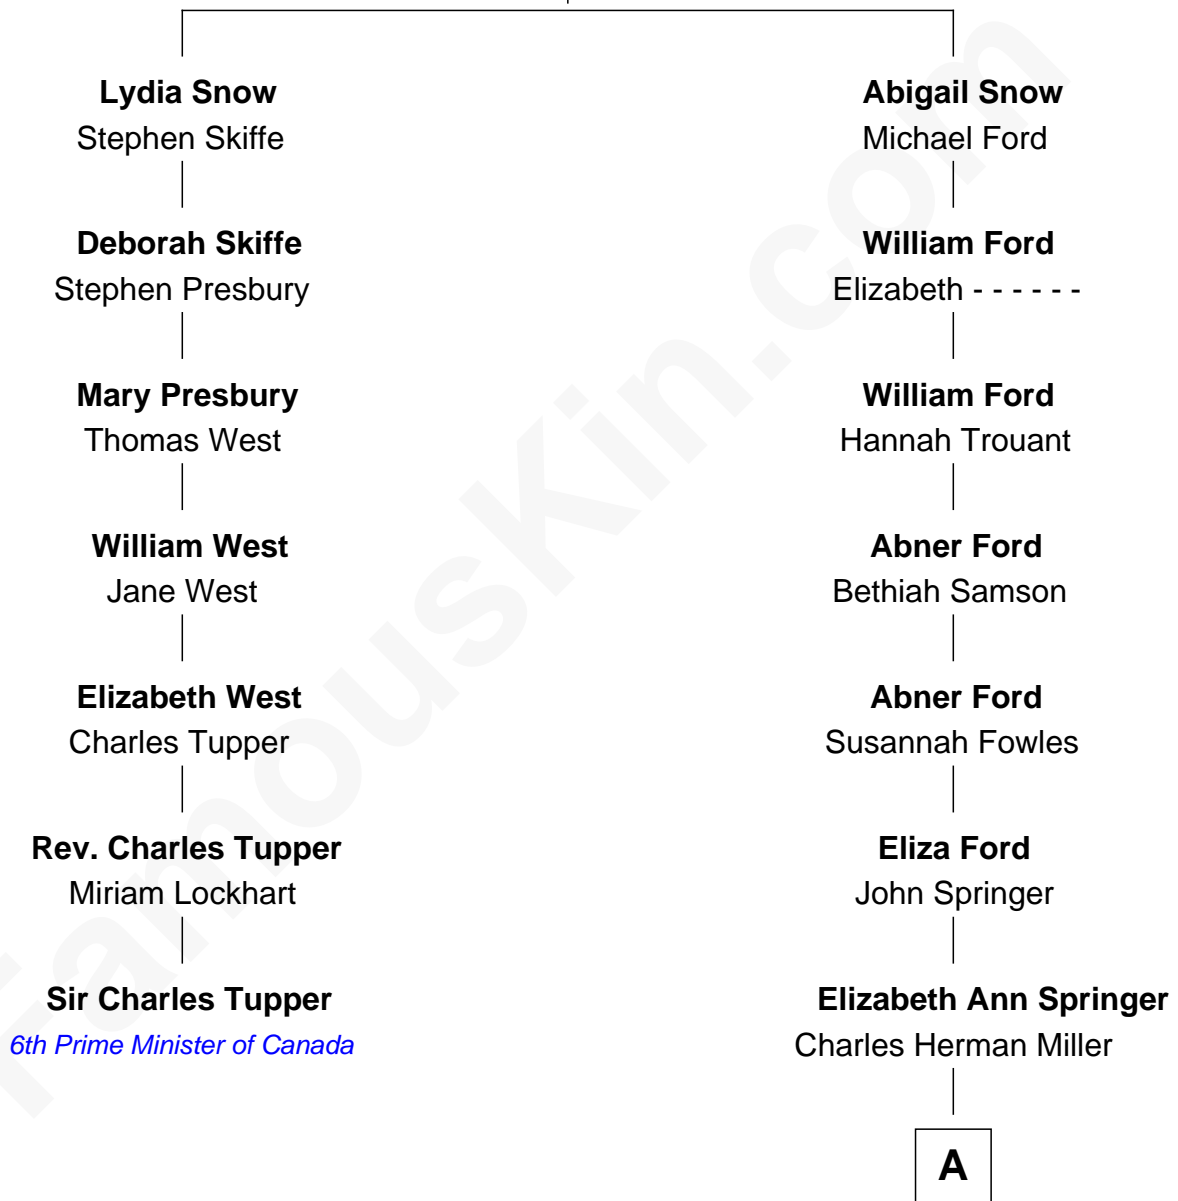 Lydia Snow
Stephen Skiffe
Abigail Snow
Michael Ford
Deborah Skiffe
Stephen Presbury
William Ford
Elizabeth - - - - - -
Mary Presbury
Thomas West
William Ford
Hannah Trouant
William West
Jane West
Abner Ford
Bethiah Samson
Elizabeth West
Charles Tupper
Abner Ford
Susannah Fowles
Rev. Charles Tupper
Miriam Lockhart
Eliza Ford
John Springer
Sir Charles Tupper
6th Prime Minister of Canada
Elizabeth Ann Springer
Charles Herman Miller
A
FamousKin.com